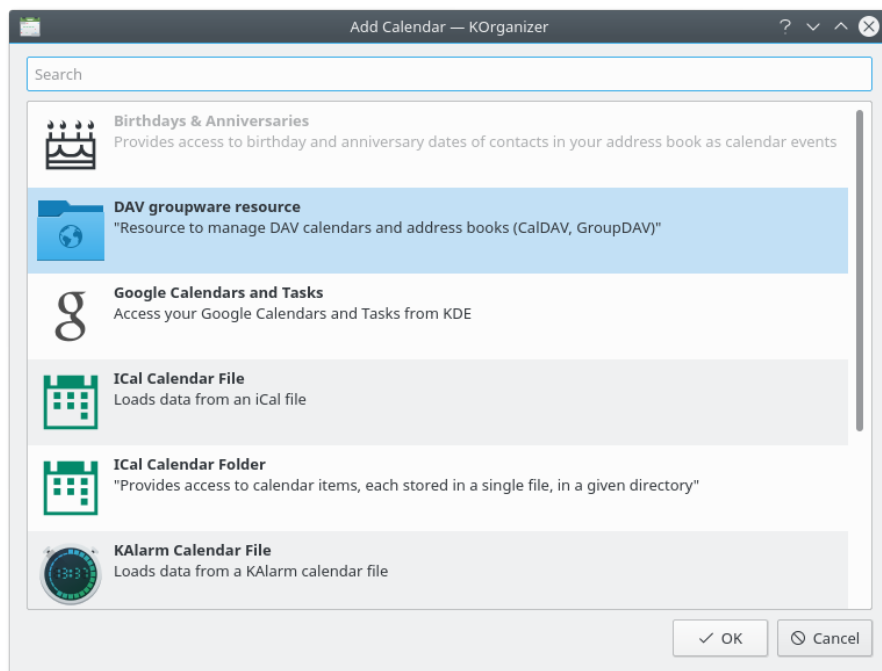 Add Calendar — KOrganizer
Search
Birthdays & Anniversaries
Provides access to birthday and anniversary dates of contacts in your address book as calendar events
DAV groupware resource
"Resource to manage DAV calendars and address books (CalDAV, GroupDAV)"
Google Calendars and Tasks
Access your Google Calendars and Tasks from KDE
ICal Calendar File
Loads data from an iCal file
ICal Calendar Folder
"Provides access to calendar items, each stored in a single file, in a given directory"
KAlarm Calendar File
Loads data from a KAlarm calendar file
13:37
OK
Cancel